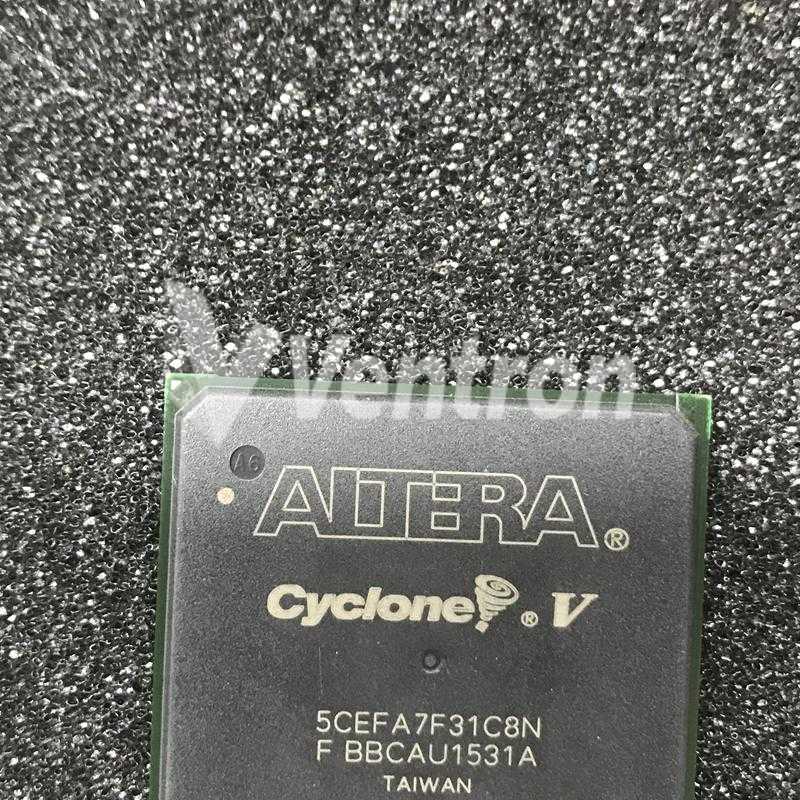 Ventron
A6
ALTERA®
Cyclone® V
5CEFA7F31C8N
F BBCAU1531A
TAIWAN